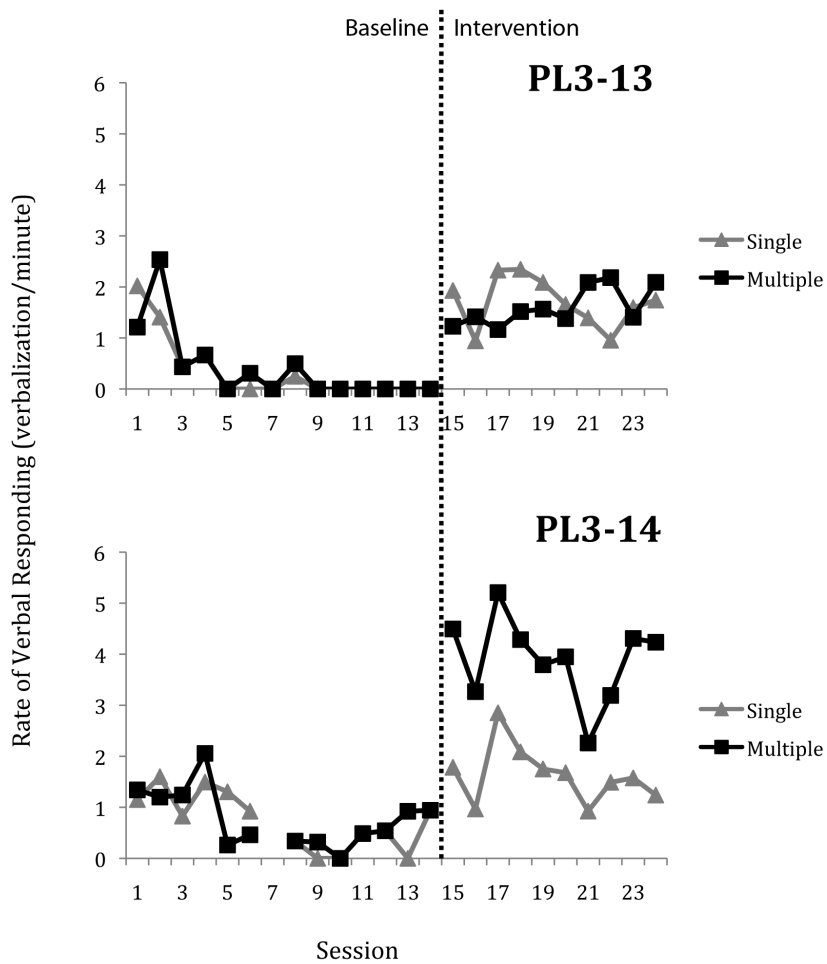 Baseline Intervention
PL3-13
Rate of Verbal Responding (verbalization/minute)
6
5
4
3
2
1
0
1 3 5 7 9 11 13 15 17 19 21 23
Single
Multiple
PL3-14
6
5
4
3
2
1
0
1 3 5 7 9 11 13 15 17 19 21 23
Single
Multiple
Session